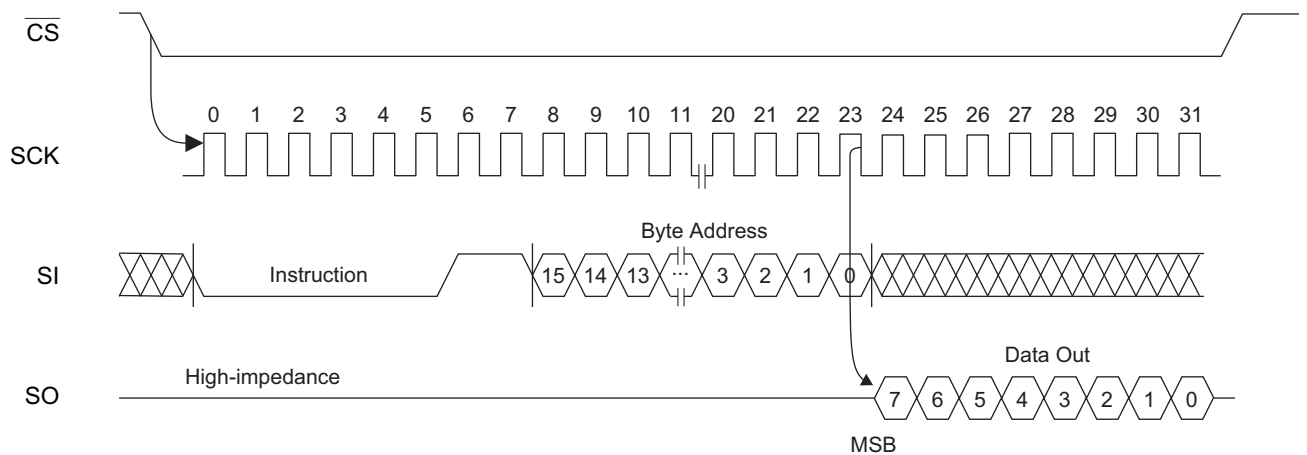 CS
0 1 2 3 4 5 6 7 8 9 10 11 20 21 22 23 24 25 26 27 28 29 30 31
SCK
Byte Address
SI Instruction 15 14 13 ... 3 2 1 0
Data Out
High-impedance
SO 7 6 5 4 3 2 1 0
MSB